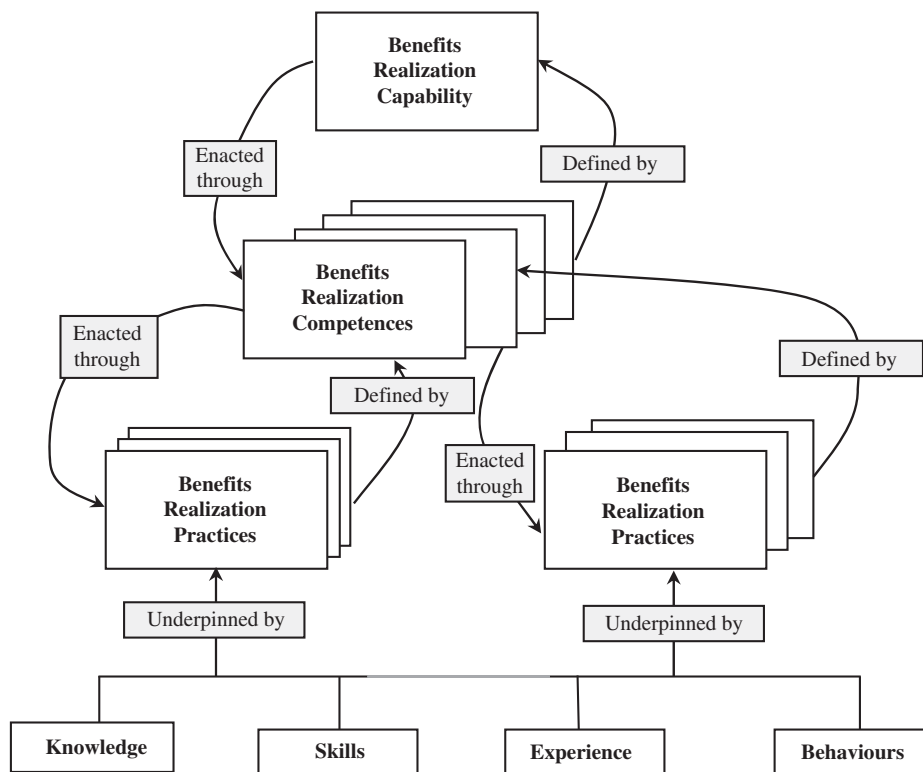 Benefits
Realization
Capability
Enacted
through
Defined by
Benefits
Realization
Competences
Enacted
through
Defined by
Defined by
Enacted
through
Benefits
Realization
Practices
Benefits
Realization
Practices
Underpinned by
Underpinned by
Knowledge
Skills
Experience
Behaviours